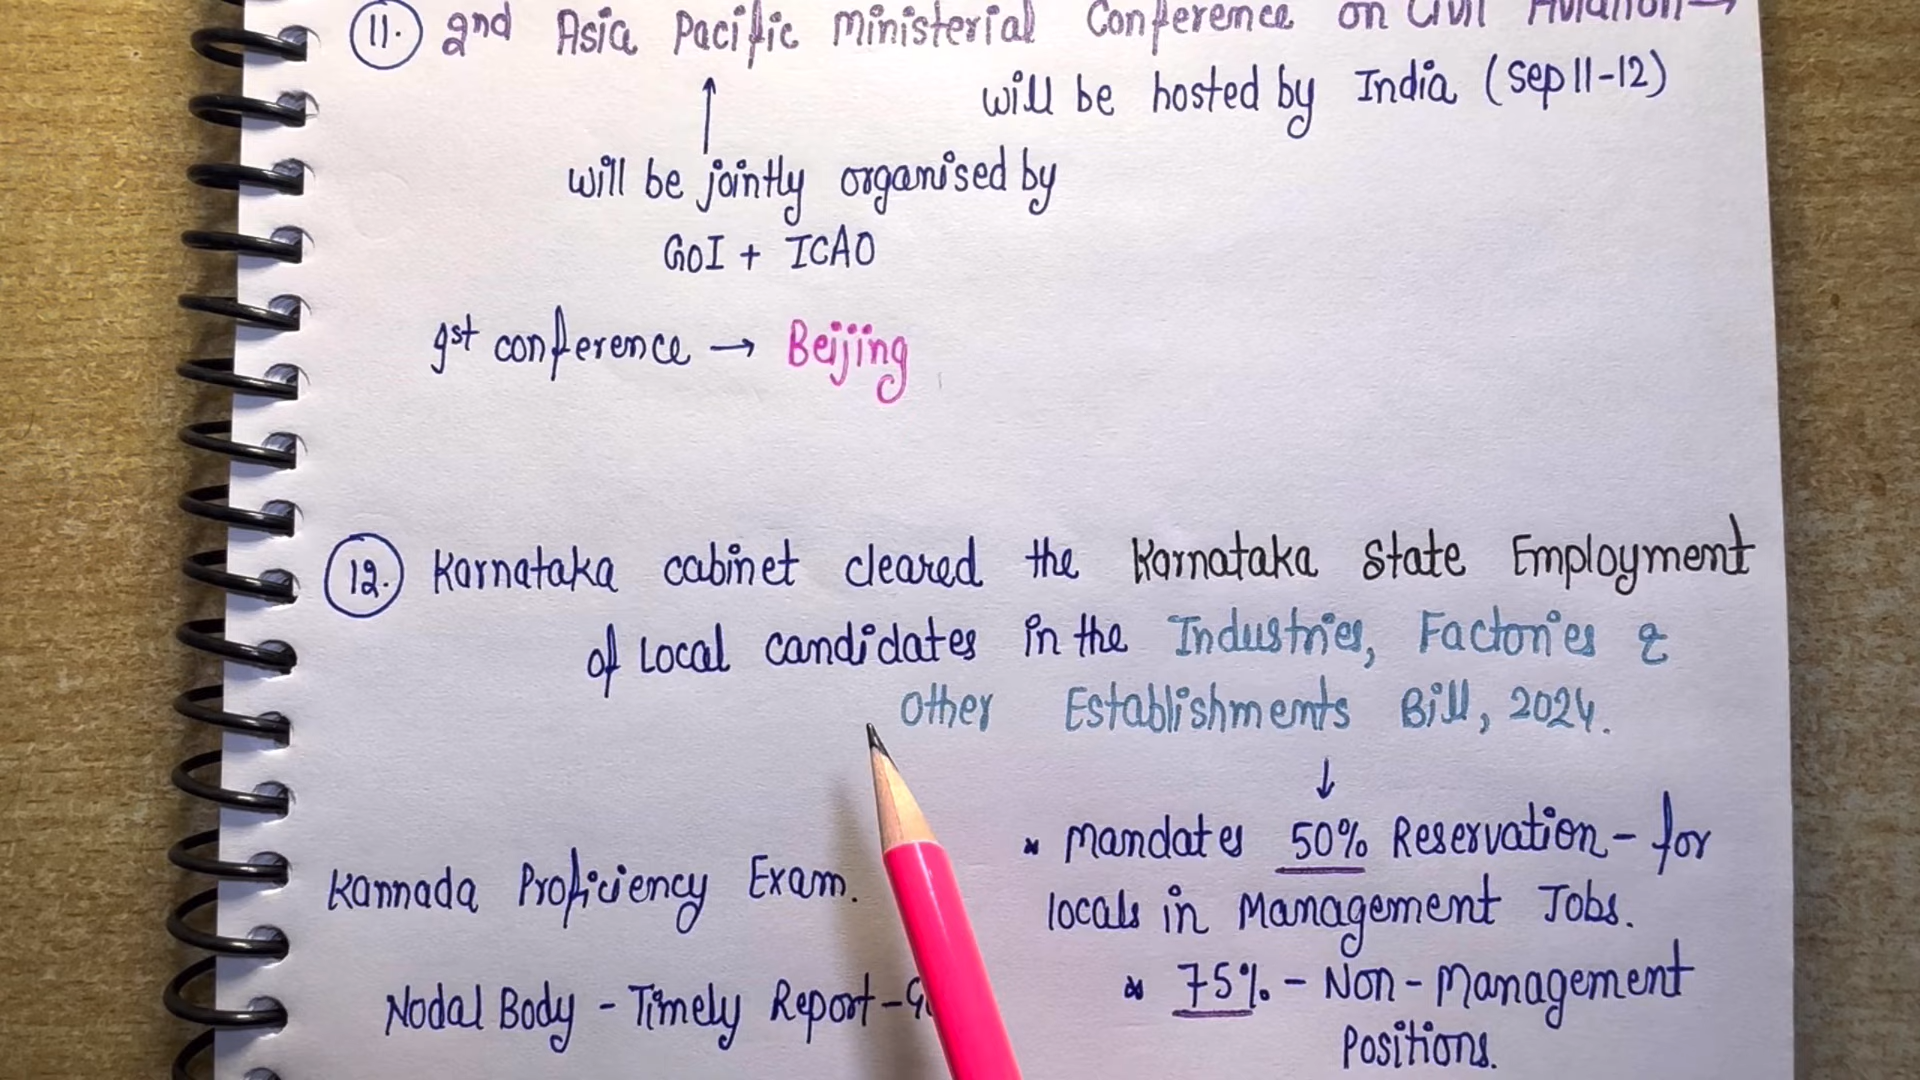 11. 2nd Asia Pacific Ministerial Conference on Civil Aviation →
will be hosted by India (Sep 11-12)
will be jointly organised by
GoI + ICAO
1st conference → Beijing
12. Karnataka cabinet cleared the Karnataka State Employment
of Local candidates in the Industries, Factories &
Other Establishments Bill, 2024.
* Mandates 50% Reservation - for
locals in Management Jobs.
Kannada Proficiency Exam.
* 75% - Non-Management
Positions.
Nodal Body - Timely Report -